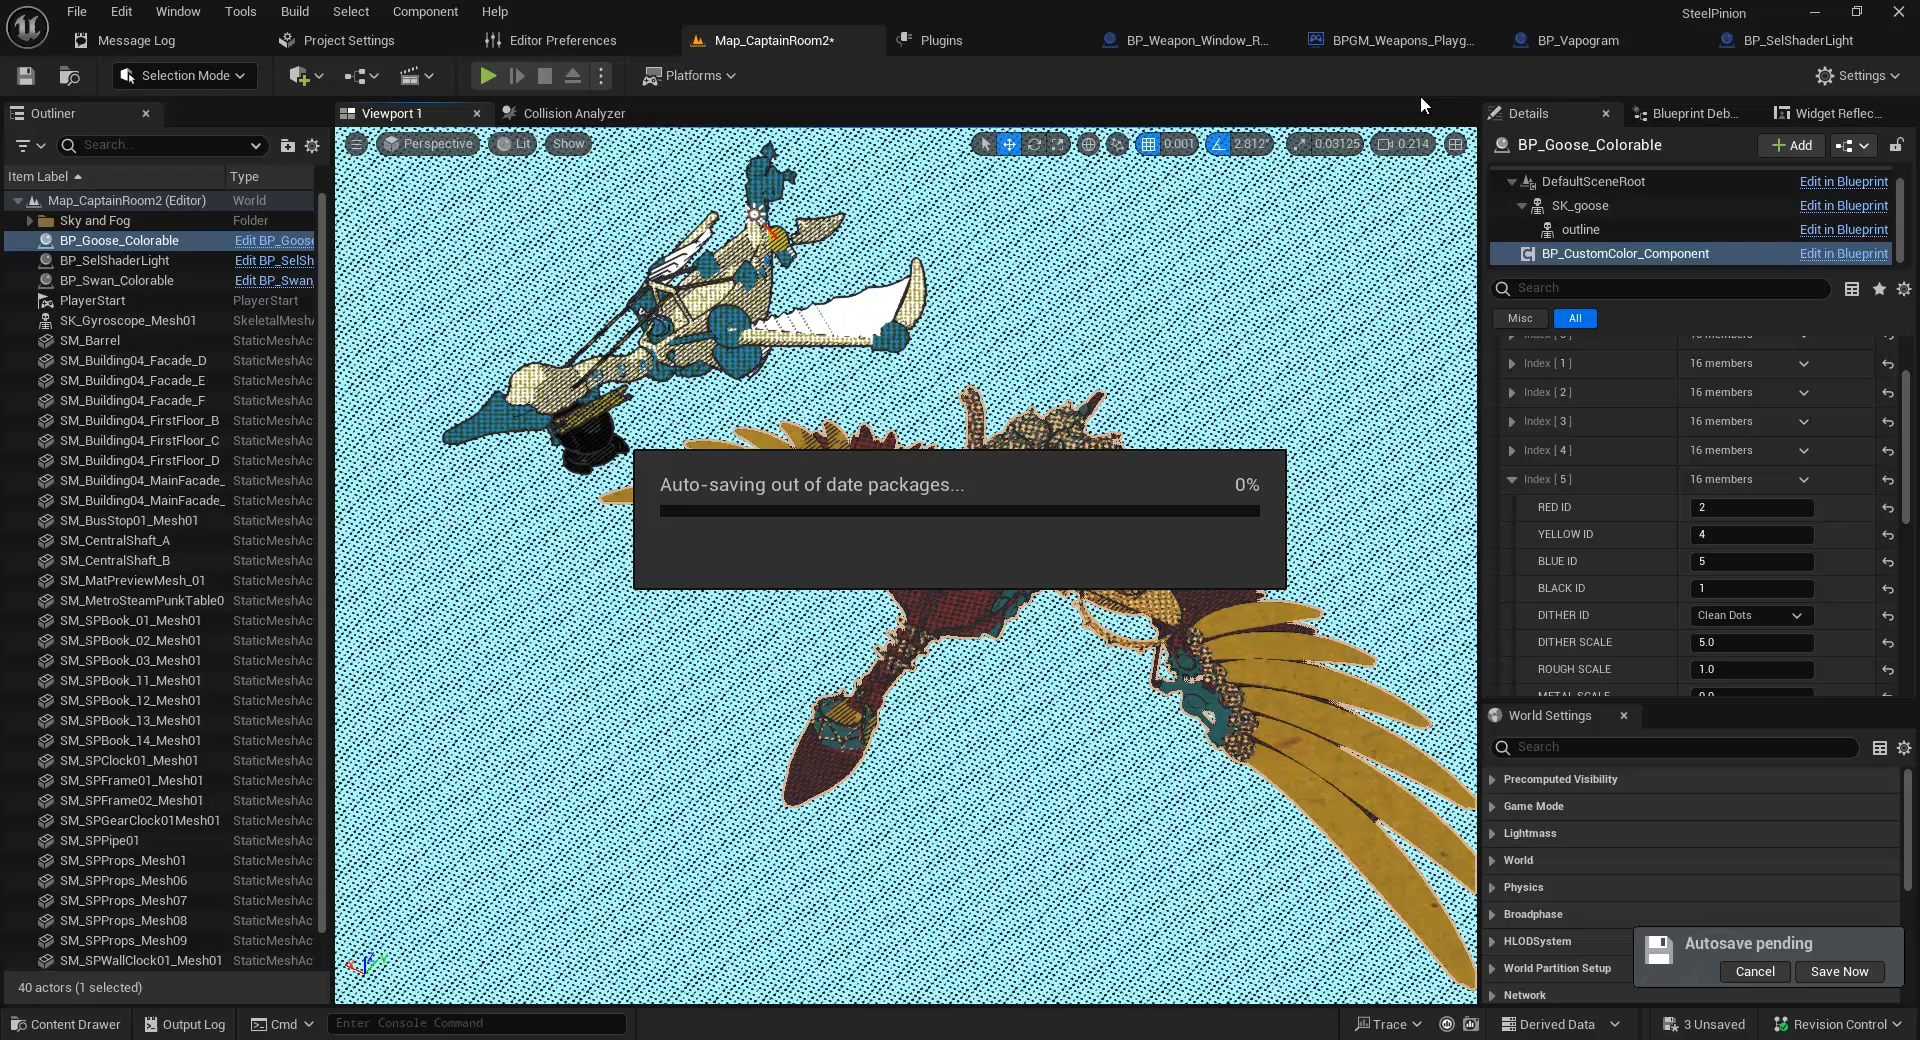 File Edit Window Tools Build Select Component Help
SteelPinion
Message Log
Project Settings
Editor Preferences
Map_CaptainRoom2*
Plugins
BP_Weapon_Window_R...
BPGM_Weapons_Playg...
BP_Vapogram
BP_SelShaderLight
Selection Mode
Platforms
Settings
Outliner
Search...
Item Label
Type
Map_CaptainRoom2 (Editor) World
Sky and Fog Folder
BP_Goose_Colorable Edit BP_Goose
BP_SelShaderLight Edit BP_SelSh
BP_Swan_Colorable Edit BP_Swan
PlayerStart PlayerStart
SK_Gyroscope_Mesh01 SkeletalMeshA
SM_Barrel StaticMeshAc
SM_Building04_Facade_D StaticMeshAc
SM_Building04_Facade_E StaticMeshAc
SM_Building04_Facade_F StaticMeshAc
SM_Building04_FirstFloor_B StaticMeshAc
SM_Building04_FirstFloor_C StaticMeshAc
SM_Building04_FirstFloor_D StaticMeshAc
SM_Building04_MainFacade_ StaticMeshAc
SM_Building04_MainFacade_ StaticMeshAc
SM_BusStop01_Mesh01 StaticMeshAc
SM_CentralShaft_A StaticMeshAc
SM_CentralShaft_B StaticMeshAc
SM_MatPreviewMesh_01 StaticMeshAc
SM_MetroSteamPunkTable0 StaticMeshAc
SM_SPBook_01_Mesh01 StaticMeshAc
SM_SPBook_02_Mesh01 StaticMeshAc
SM_SPBook_03_Mesh01 StaticMeshAc
SM_SPBook_11_Mesh01 StaticMeshAc
SM_SPBook_12_Mesh01 StaticMeshAc
SM_SPBook_13_Mesh01 StaticMeshAc
SM_SPBook_14_Mesh01 StaticMeshAc
SM_SPClock01_Mesh01 StaticMeshAc
SM_SPFrame01_Mesh01 StaticMeshAc
SM_SPFrame02_Mesh01 StaticMeshAc
SM_SPGearClock01Mesh01 StaticMeshAc
SM_SPPipe01 StaticMeshAc
SM_SPProps_Mesh01 StaticMeshAc
SM_SPProps_Mesh06 StaticMeshAc
SM_SPProps_Mesh07 StaticMeshAc
SM_SPProps_Mesh08 StaticMeshAc
SM_SPProps_Mesh09 StaticMeshAc
SM_SPWallClock01_Mesh01 StaticMeshAc
40 actors (1 selected)
Viewport 1
Collision Analyzer
Perspective Lit Show
0.001 2.812° 0.03125 0.214
Auto-saving out of date packages... 0%
Details
Blueprint Deb...
Widget Reflec...
BP_Goose_Colorable
Add
DefaultSceneRoot Edit in Blueprint
SK_goose Edit in Blueprint
outline Edit in Blueprint
BP_CustomColor_Component Edit in Blueprint
Search
Misc All
Index [ 1 ] 16 members
Index [ 2 ] 16 members
Index [ 3 ] 16 members
Index [ 4 ] 16 members
Index [ 5 ] 16 members
RED ID 2
YELLOW ID 4
BLUE ID 5
BLACK ID 1
DITHER ID Clean Dots
DITHER SCALE 5.0
ROUGH SCALE 1.0
METAL SCALE 0.0
World Settings
Search
Precomputed Visibility
Game Mode
Lightmass
World
Physics
Broadphase
HLODSystem
World Partition Setup
Network
Autosave pending
Cancel Save Now
Content Drawer
Output Log
Cmd
Enter Console Command
Trace
Derived Data
3 Unsaved
Revision Control